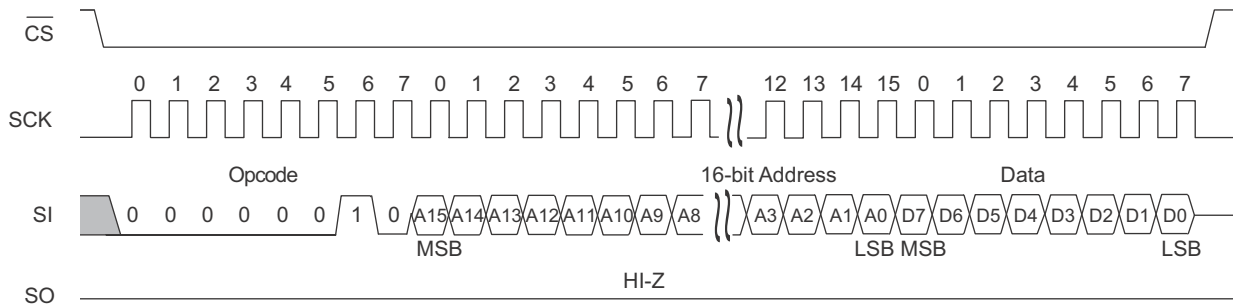 CS
0 1 2 3 4 5 6 7 0 1 2 3 4 5 6 7 12 13 14 15 0 1 2 3 4 5 6 7
SCK
Opcode 16-bit Address Data
SI 0 0 0 0 0 0 1 0 A15 A14 A13 A12 A11 A10 A9 A8 A3 A2 A1 A0 D7 D6 D5 D4 D3 D2 D1 D0
MSB LSB MSB LSB
HI-Z
SO